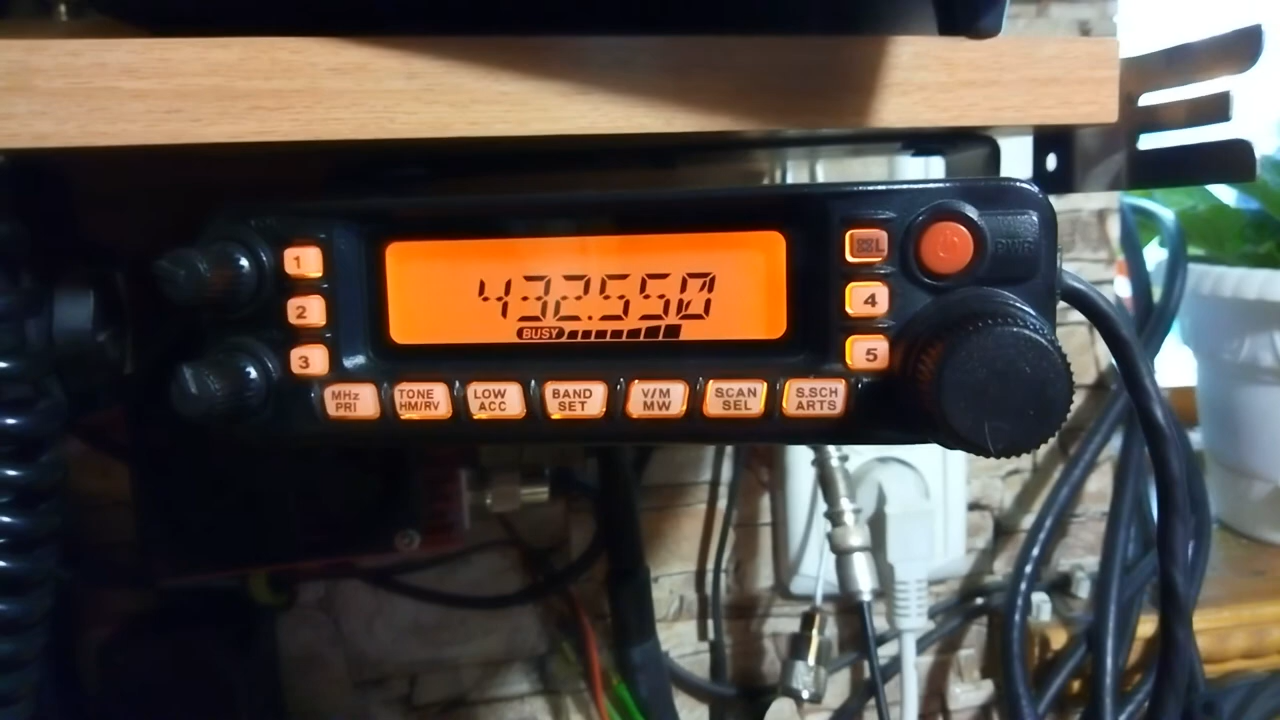 1
2
3
432.550
BUSY
L
PWR
4
5
MHz
PRI
TONE
HM/RV
LOW
ACC
BAND
SET
V/M
MW
SCAN
SEL
S.SCH
ARTS